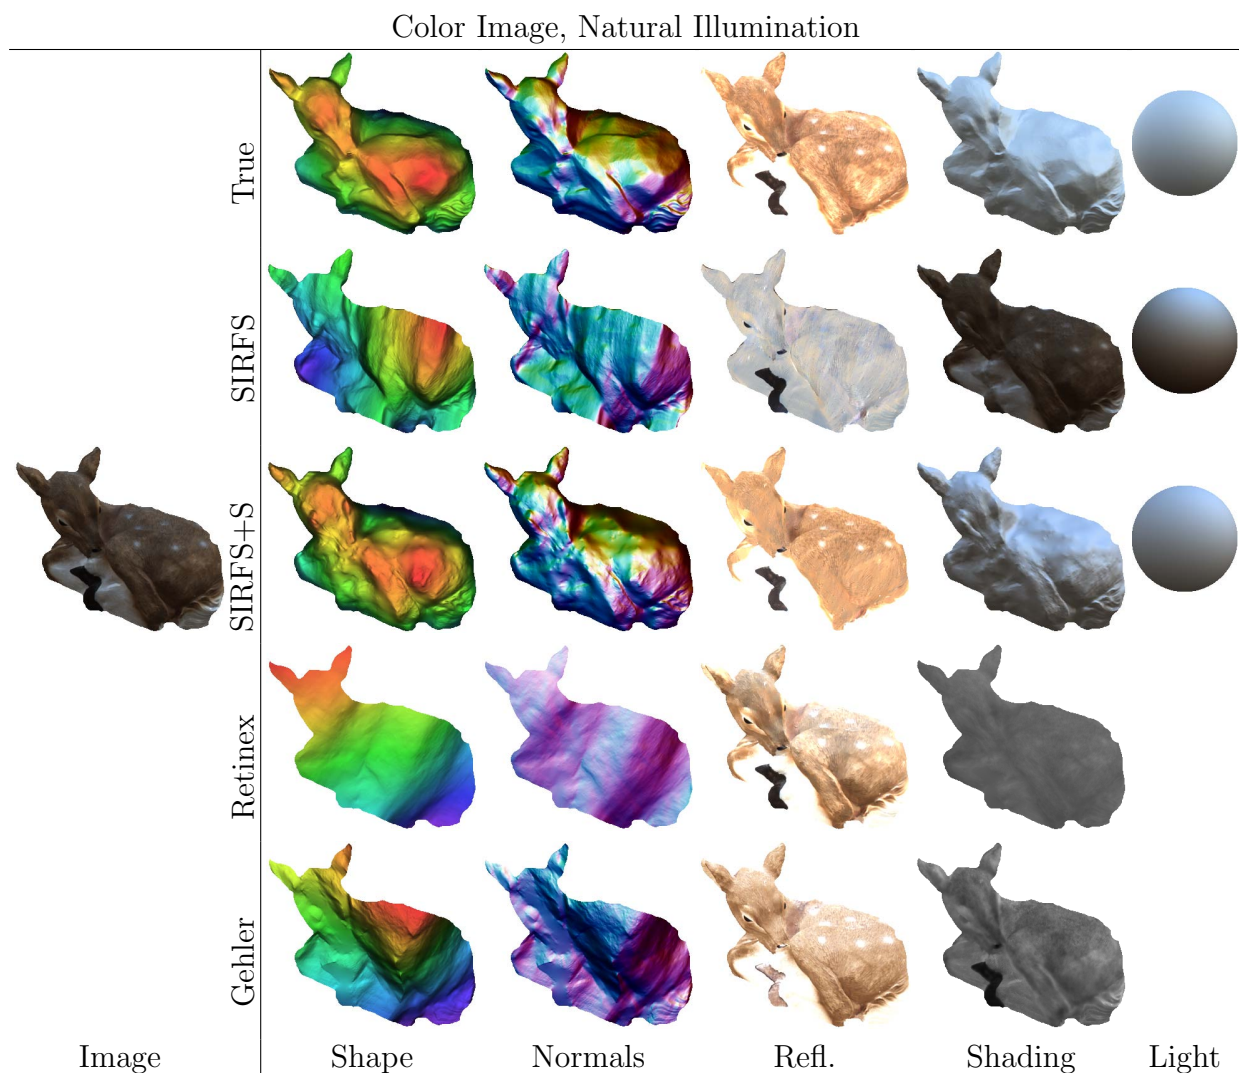 Color Image, Natural Illumination
True
SIRFS
SIRFS+S
Retinex
Gehler
Image Shape Normals Refl. Shading Light